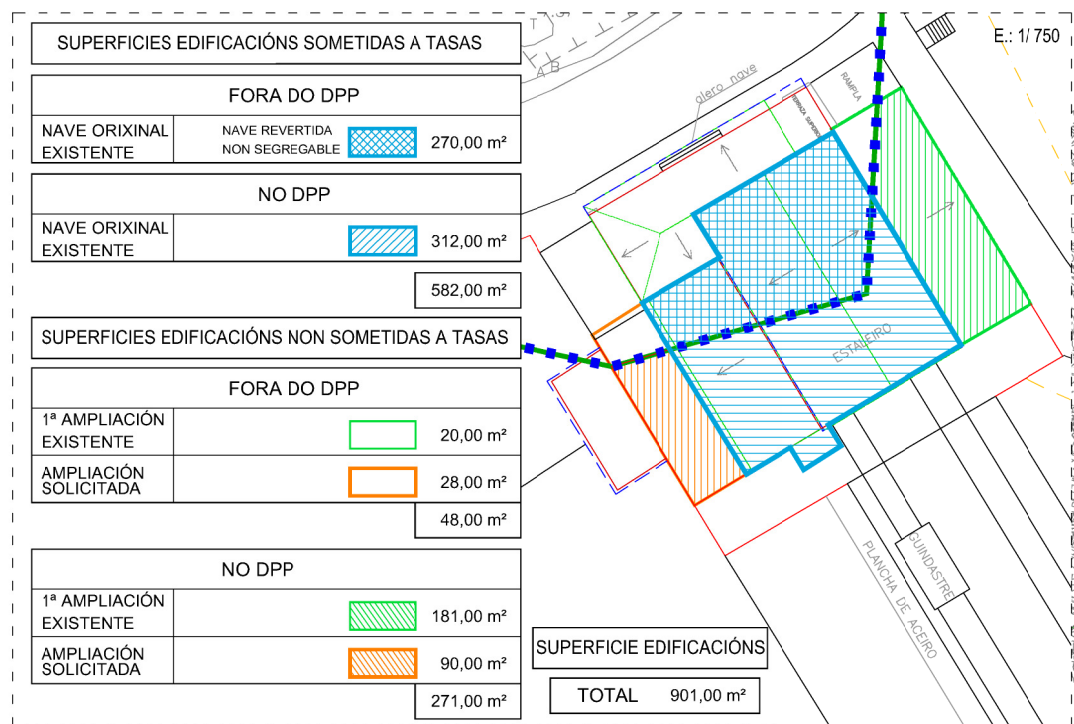 SUPERFICIES EDIFICACIÓNS SOMETIDAS A TASAS
FORA DO DPP
NAVE ORIXINAL
EXISTENTE
NAVE REVERTIDA
NON SEGREGABLE
270,00 m²
NO DPP
NAVE ORIXINAL
EXISTENTE
312,00 m²
582,00 m²
SUPERFICIES EDIFICACIÓNS NON SOMETIDAS A TASAS
FORA DO DPP
1ª AMPLIACIÓN
EXISTENTE
20,00 m²
AMPLIACIÓN
SOLICITADA
28,00 m²
48,00 m²
NO DPP
1ª AMPLIACIÓN
EXISTENTE
181,00 m²
AMPLIACIÓN
SOLICITADA
90,00 m²
271,00 m²
SUPERFICIE EDIFICACIÓNS
TOTAL 901,00 m²
E.: 1/ 750
alero nave
RAMPLA
ESTALEIRO
GUINDASTRE
PLANCHA DE ACEIRO